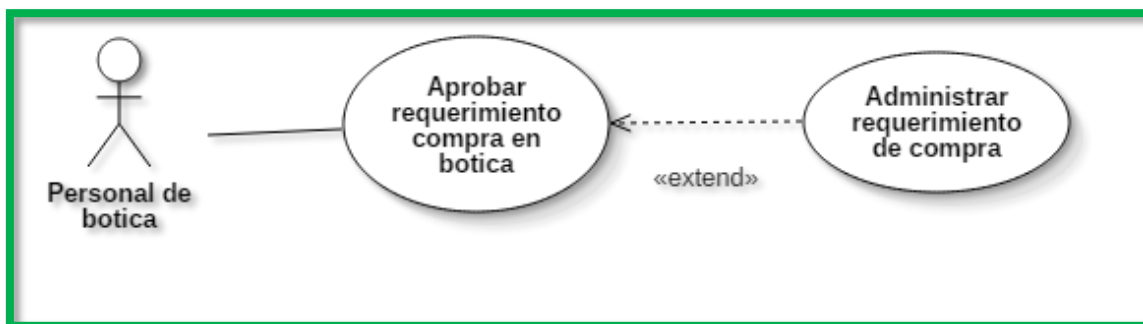 Personal de
botica
Aprobar
requerimiento
compra en
botica
«extend»
Administrar
requerimiento
de compra